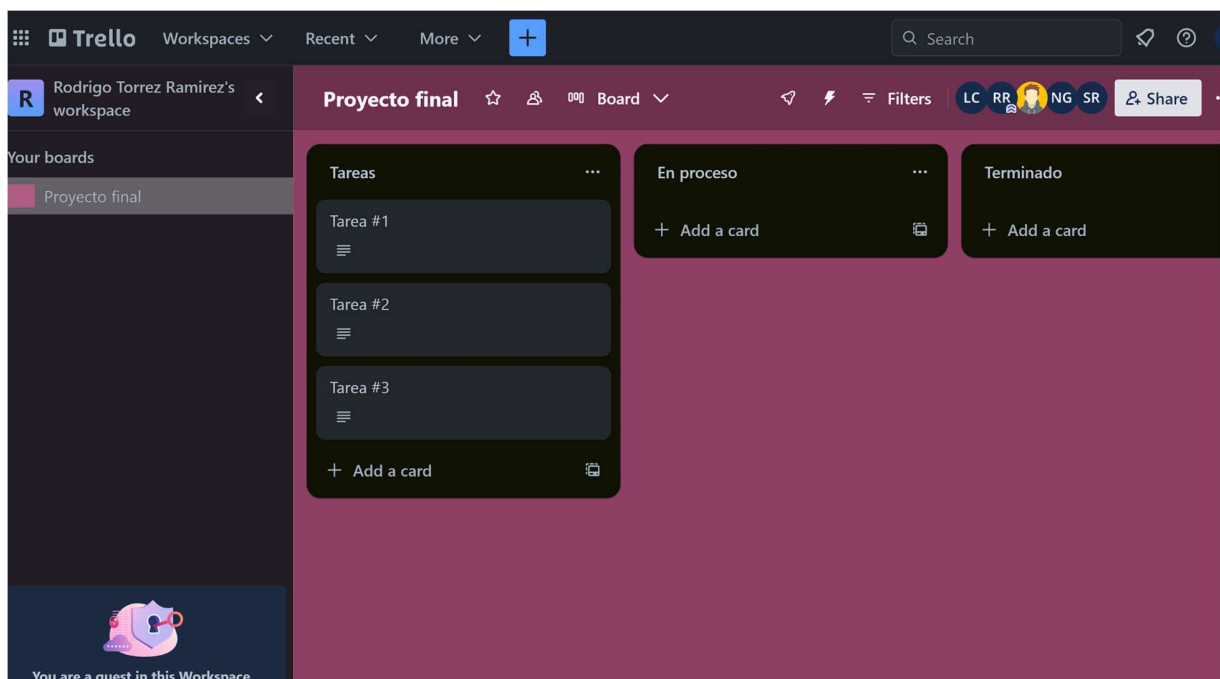 Trello Workspaces Recent More Search
R Rodrigo Torrez Ramirez's
workspace
Proyecto final Board Filters LC RR NG SR Share
Your boards
Proyecto final
Tareas
Tarea #1
Tarea #2
Tarea #3
+ Add a card
En proceso
+ Add a card
Terminado
+ Add a card
You are a guest in this Workspace